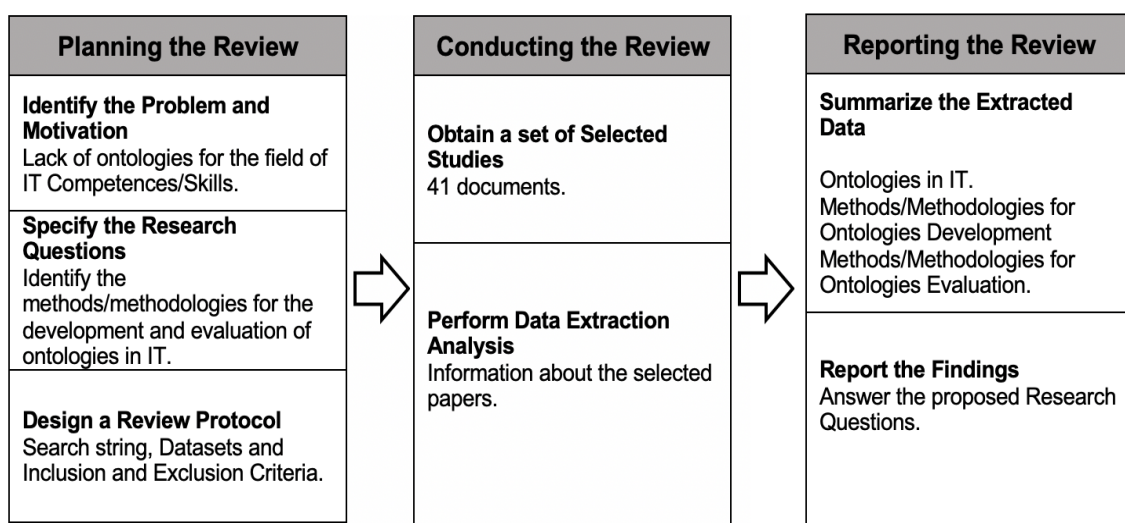 Planning the Review
Identify the Problem and
Motivation
Lack of ontologies for the field of
IT Competences/Skills.
Specify the Research
Questions
Identify the
methods/methodologies for the
development and evaluation of
ontologies in IT.
Design a Review Protocol
Search string, Datasets and
Inclusion and Exclusion Criteria.
Conducting the Review
Obtain a set of Selected
Studies
41 documents.
Perform Data Extraction
Analysis
Information about the selected
papers.
Reporting the Review
Summarize the Extracted
Data
Ontologies in IT.
Methods/Methodologies for
Ontologies Development
Methods/Methodologies for
Ontologies Evaluation.
Report the Findings
Answer the proposed Research
Questions.